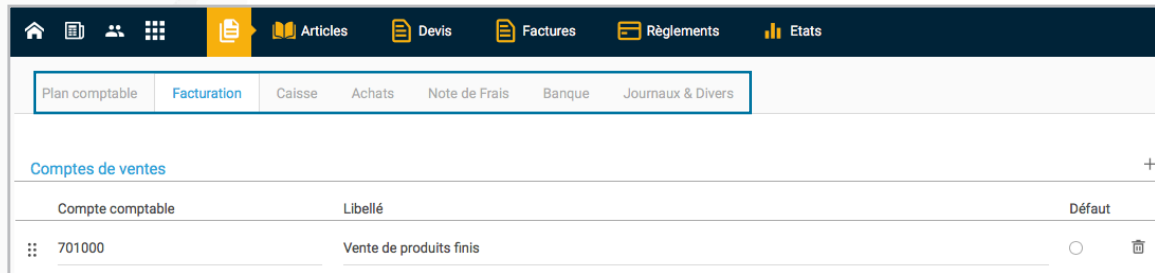 Articles Devis Factures Règlements Etats
Plan comptable Facturation Caisse Achats Note de Frais Banque Journaux & Divers
Comptes de ventes
Compte comptable Libellé Défaut
701000 Vente de produits finis